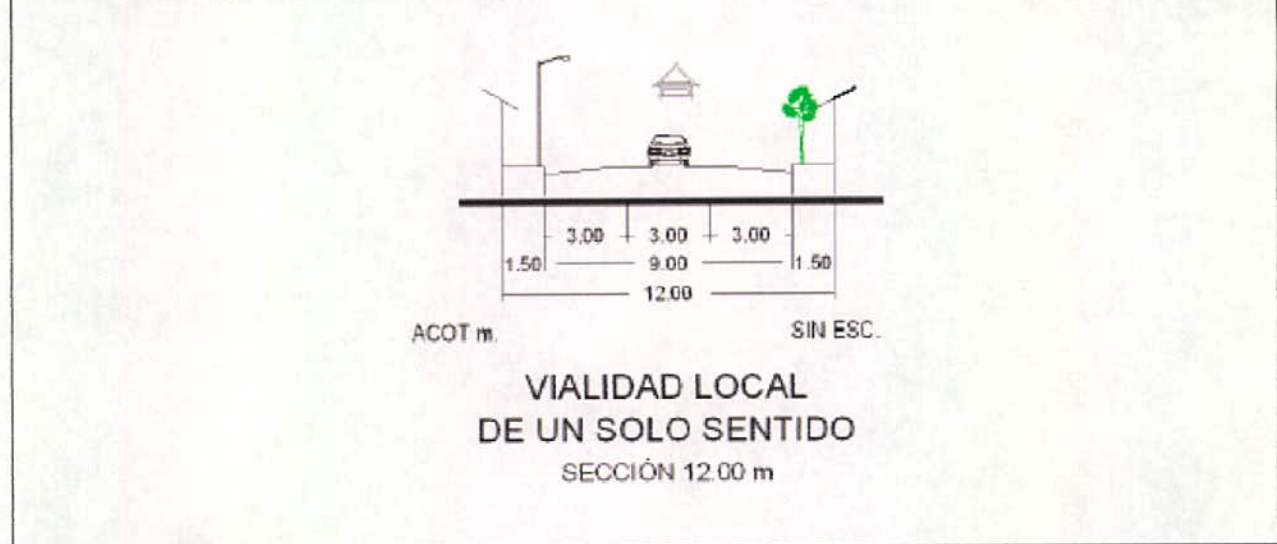 3.00 3.00 3.00
1.50 9.00 1.50
12.00
ACOT m. SIN ESC.
VIALIDAD LOCAL
DE UN SOLO SENTIDO
SECCIÓN 12.00 m